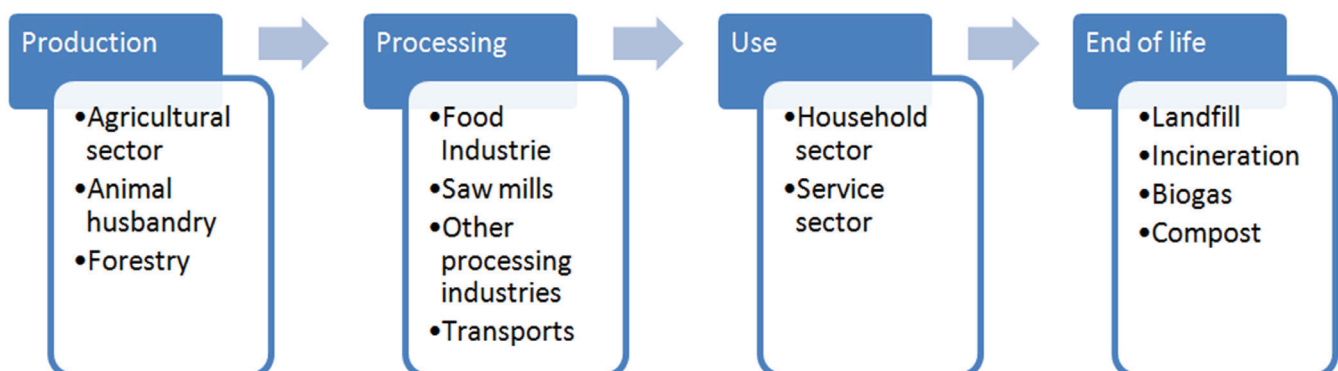 Production
•Agricultural
sector
•Animal
husbandry
•Forestry
Processing
•Food
Industrie
•Saw mills
•Other
processing
industries
•Transports
Use
•Household
sector
•Service
sector
End of life
•Landfill
•Incineration
•Biogas
•Compost